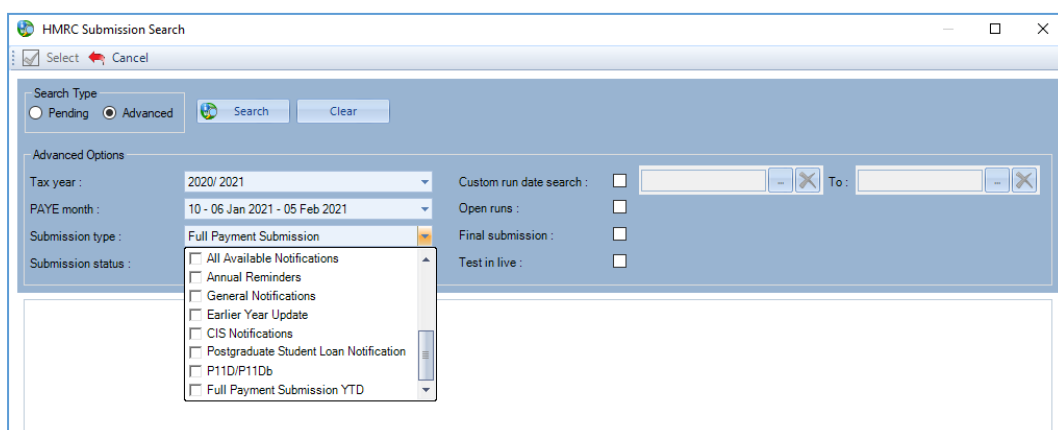 HMRC Submission Search
Select Cancel
Search Type
Pending Advanced Search Clear
Advanced Options
Tax year : 2020/ 2021 Custom run date search : ... To : ...
PAYE month : 10 - 06 Jan 2021 - 05 Feb 2021 Open runs :
Submission type : Full Payment Submission Final submission :
Submission status : Test in live :
All Available Notifications
Annual Reminders
General Notifications
Earlier Year Update
CIS Notifications
Postgraduate Student Loan Notification
P11D/P11Db
Full Payment Submission YTD